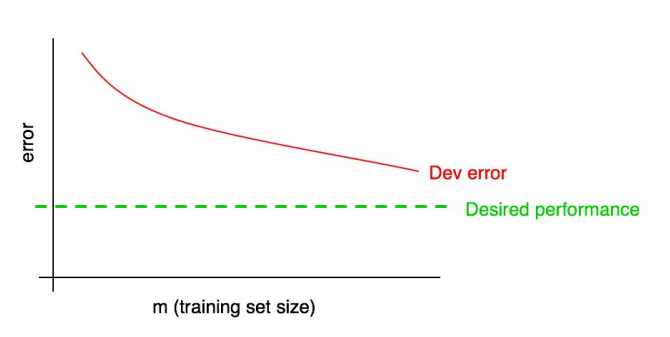 error
Dev error
Desired performance
m (training set size)